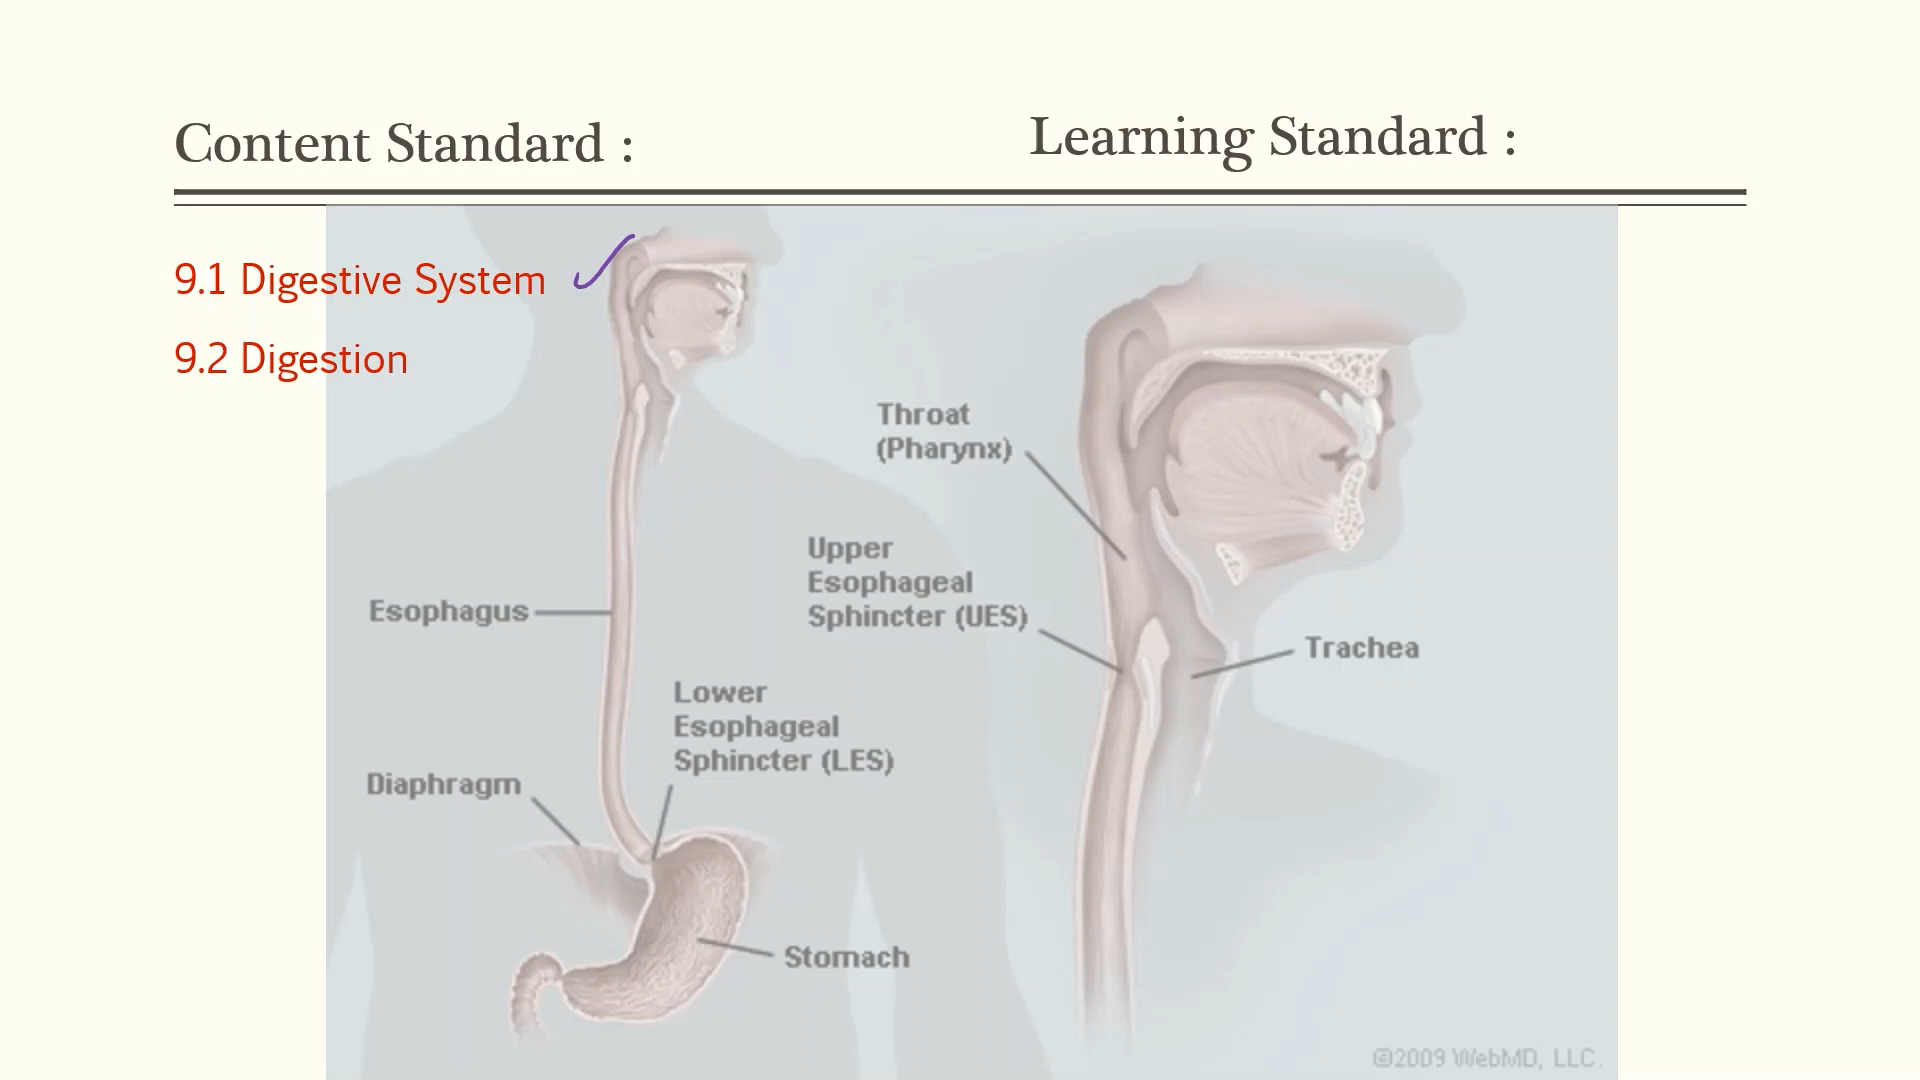 Content Standard :
Learning Standard :
9.1 Digestive System
9.2 Digestion
Throat
(Pharynx)
Upper
Esophageal
Sphincter (UES)
Esophagus
Trachea
Lower
Esophageal
Sphincter (LES)
Diaphragm
Stomach
©2009 WebMD, LLC.